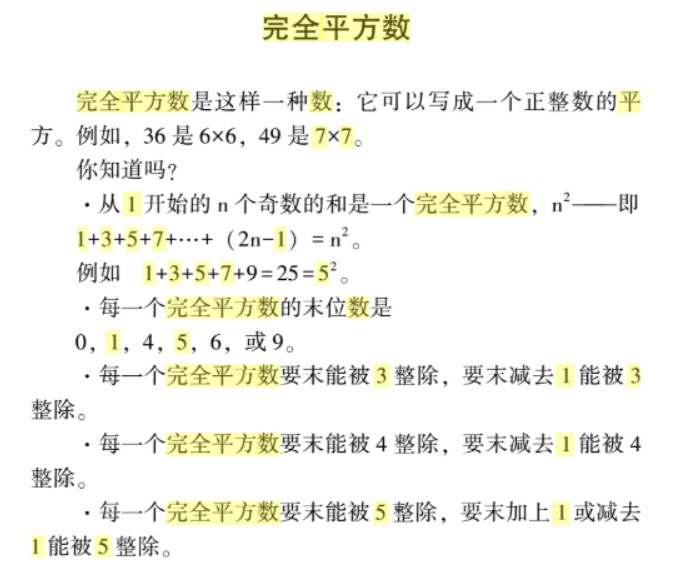 完全平方数
完全平方数是这样一种数：它可以写成一个正整数的平
方。例如，36 是 6×6，49 是 7×7。
你知道吗？
·从 1 开始的 n 个奇数的和是一个完全平方数，n²——即
1+3+5+7+…+（2n-1）= n²。
例如 1+3+5+7+9=25=5²。
·每一个完全平方数的末位数是
0，1，4，5，6，或 9。
·每一个完全平方数要末能被 3 整除，要末减去 1 能被 3
整除。
·每一个完全平方数要末能被 4 整除，要末减去 1 能被 4
整除。
·每一个完全平方数要末能被 5 整除，要末加上 1 或减去
1 能被 5 整除。